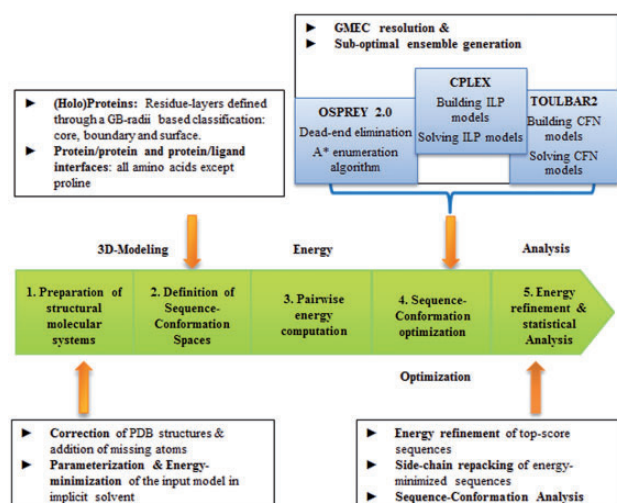 ► GMEC resolution &
► Sub-optimal ensemble generation
OSPREY 2.0
Dead-end elimination
A* enumeration
algorithm
CPLEX
Building ILP
models
Solving ILP models
TOULBAR2
Building CFN
models
Solving CFN
models
► (Holo)Proteins: Residue-layers defined
through a GB-radii based classification:
core, boundary and surface.
► Protein/protein and protein/ligand
interfaces: all amino acids except
proline
3D-Modeling
Energy
Analysis
1. Preparation of
structural
molecular
systems
2. Definition of
Sequence-
Conformation
Spaces
3. Pairwise
energy
computation
4. Sequence-
Conformation
optimization
5. Energy
refinement &
statistical
Analysis
Optimization
► Correction of PDB structures &
addition of missing atoms
► Parameterization & Energy-
minimization of the input model in
implicit solvent
► Energy refinement of top-score
sequences
► Side-chain repacking of energy-
minimized sequences
► Sequence-Conformation Analysis